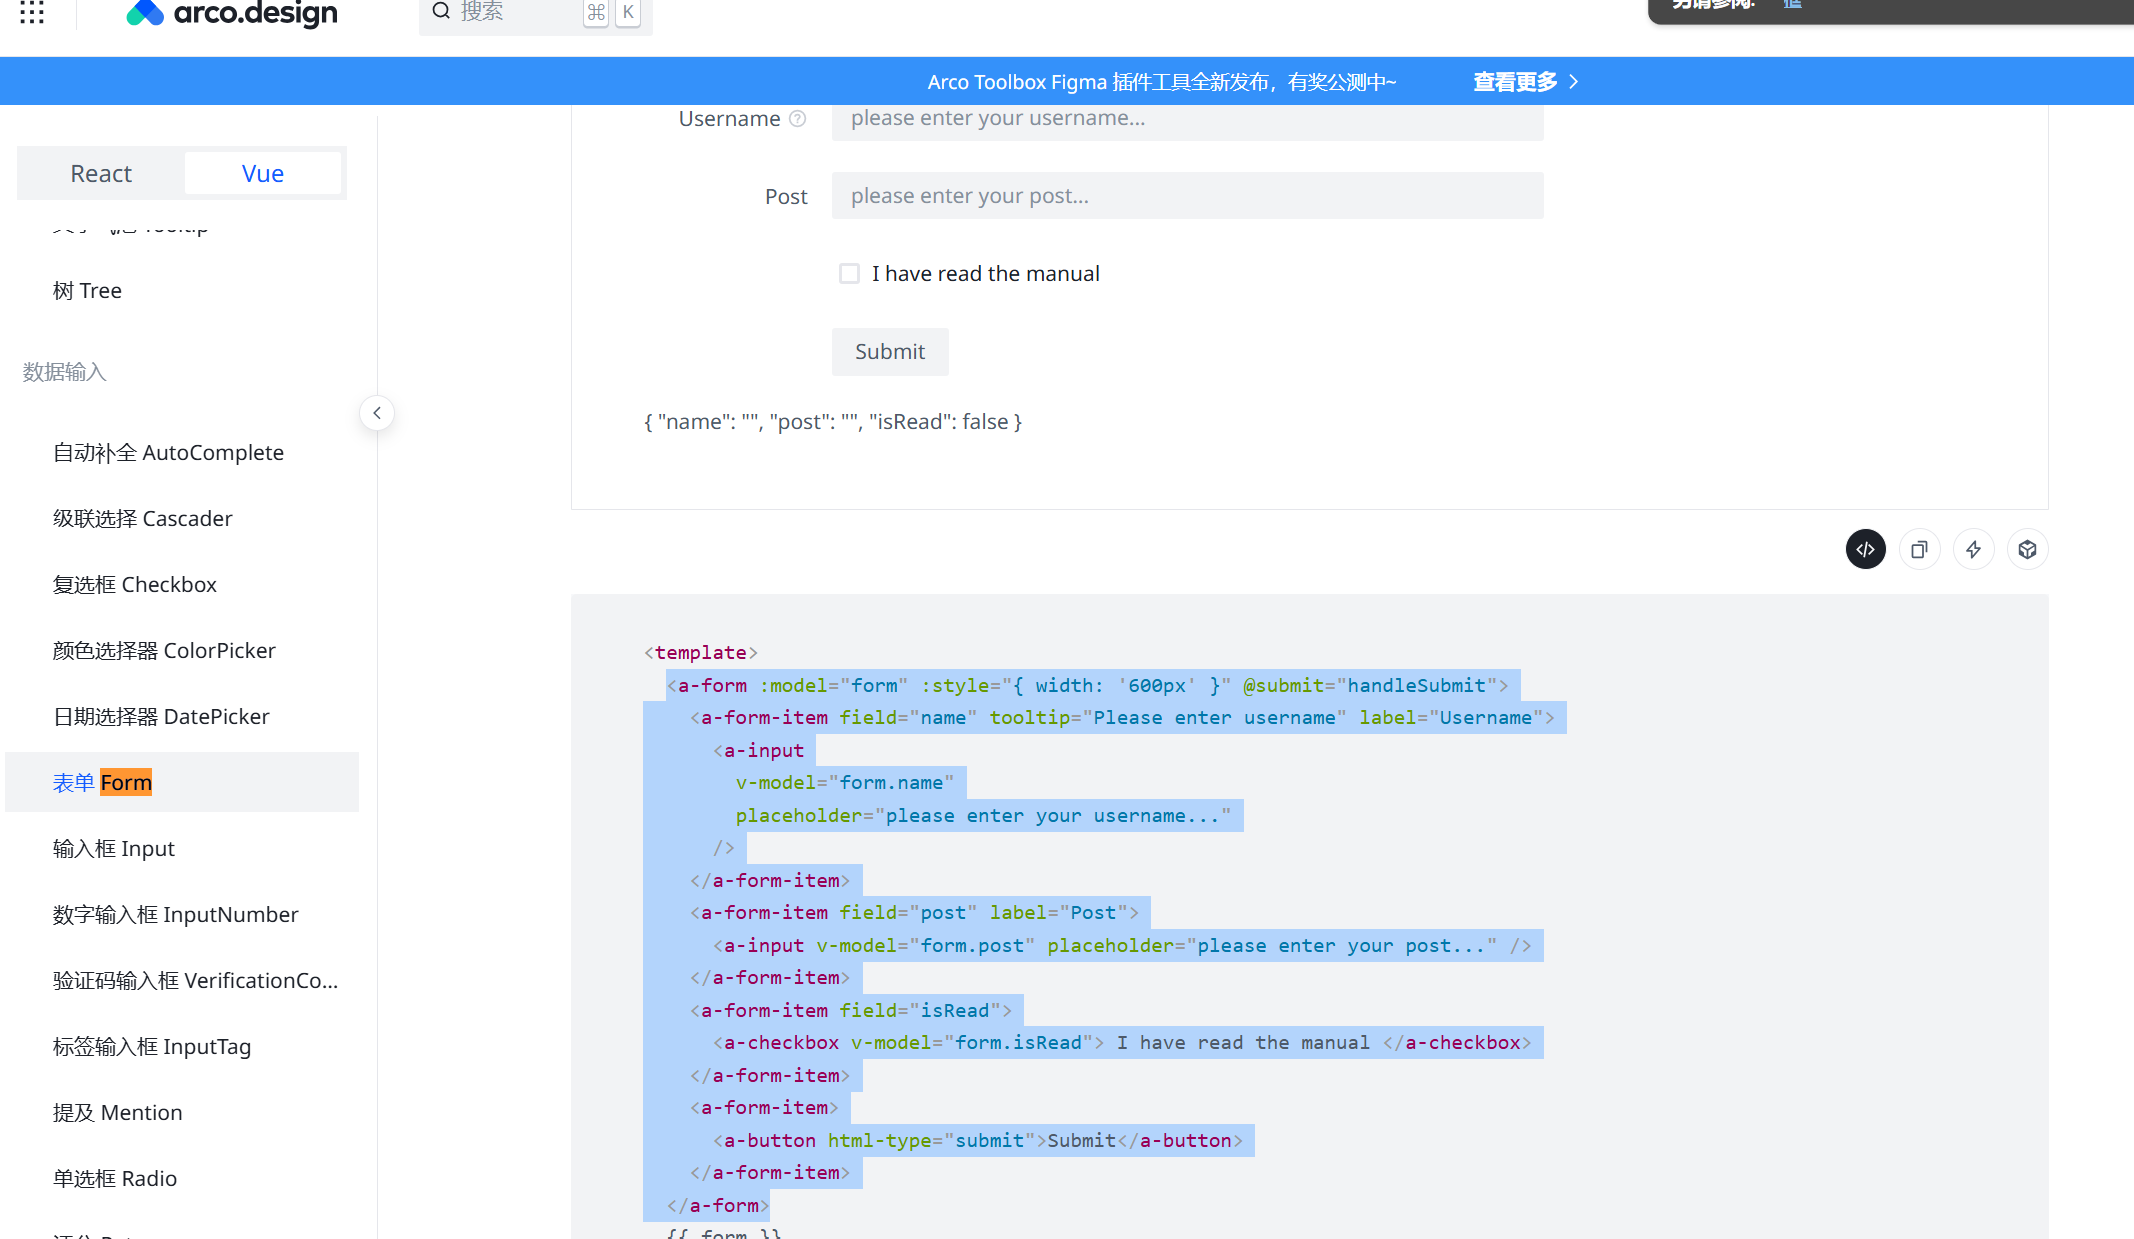 arco.design
搜索
⌘ K
Arco Toolbox Figma 插件工具全新发布，有奖公测中~
查看更多
React
Vue
树 Tree
数据输入
自动补全 AutoComplete
级联选择 Cascader
复选框 Checkbox
颜色选择器 ColorPicker
日期选择器 DatePicker
表单 Form
输入框 Input
数字输入框 InputNumber
验证码输入框 VerificationCo...
标签输入框 InputTag
提及 Mention
单选框 Radio
Username
please enter your username...
Post
please enter your post...
I have read the manual
Submit
{ "name": "", "post": "", "isRead": false }
<template>
<a-form :model="form" :style="{ width: '600px' }" @submit="handleSubmit">
<a-form-item field="name" tooltip="Please enter username" label="Username">
<a-input
v-model="form.name"
placeholder="please enter your username..."
/>
</a-form-item>
<a-form-item field="post" label="Post">
<a-input v-model="form.post" placeholder="please enter your post..." />
</a-form-item>
<a-form-item field="isRead">
<a-checkbox v-model="form.isRead"> I have read the manual </a-checkbox>
</a-form-item>
<a-form-item>
<a-button html-type="submit">Submit</a-button>
</a-form-item>
</a-form>
{{ form }}